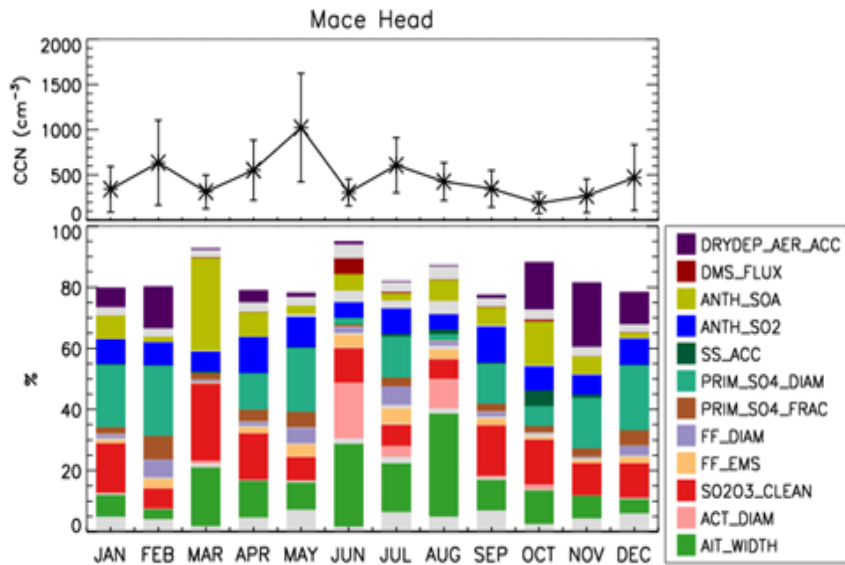 Mace Head
2000
1500
1000
500
0
CCN (cm⁻³)
100
80
60
40
20
0
%
JAN FEB MAR APR MAY JUN JUL AUG SEP OCT NOV DEC
DRYDEP_AER_ACC
DMS_FLUX
ANTH_SOA
ANTH_SO2
SS_ACC
PRIM_SO4_DIAM
PRIM_SO4_FRAC
FF_DIAM
FF_EMS
SO2O3_CLEAN
ACT_DIAM
AIT_WIDTH